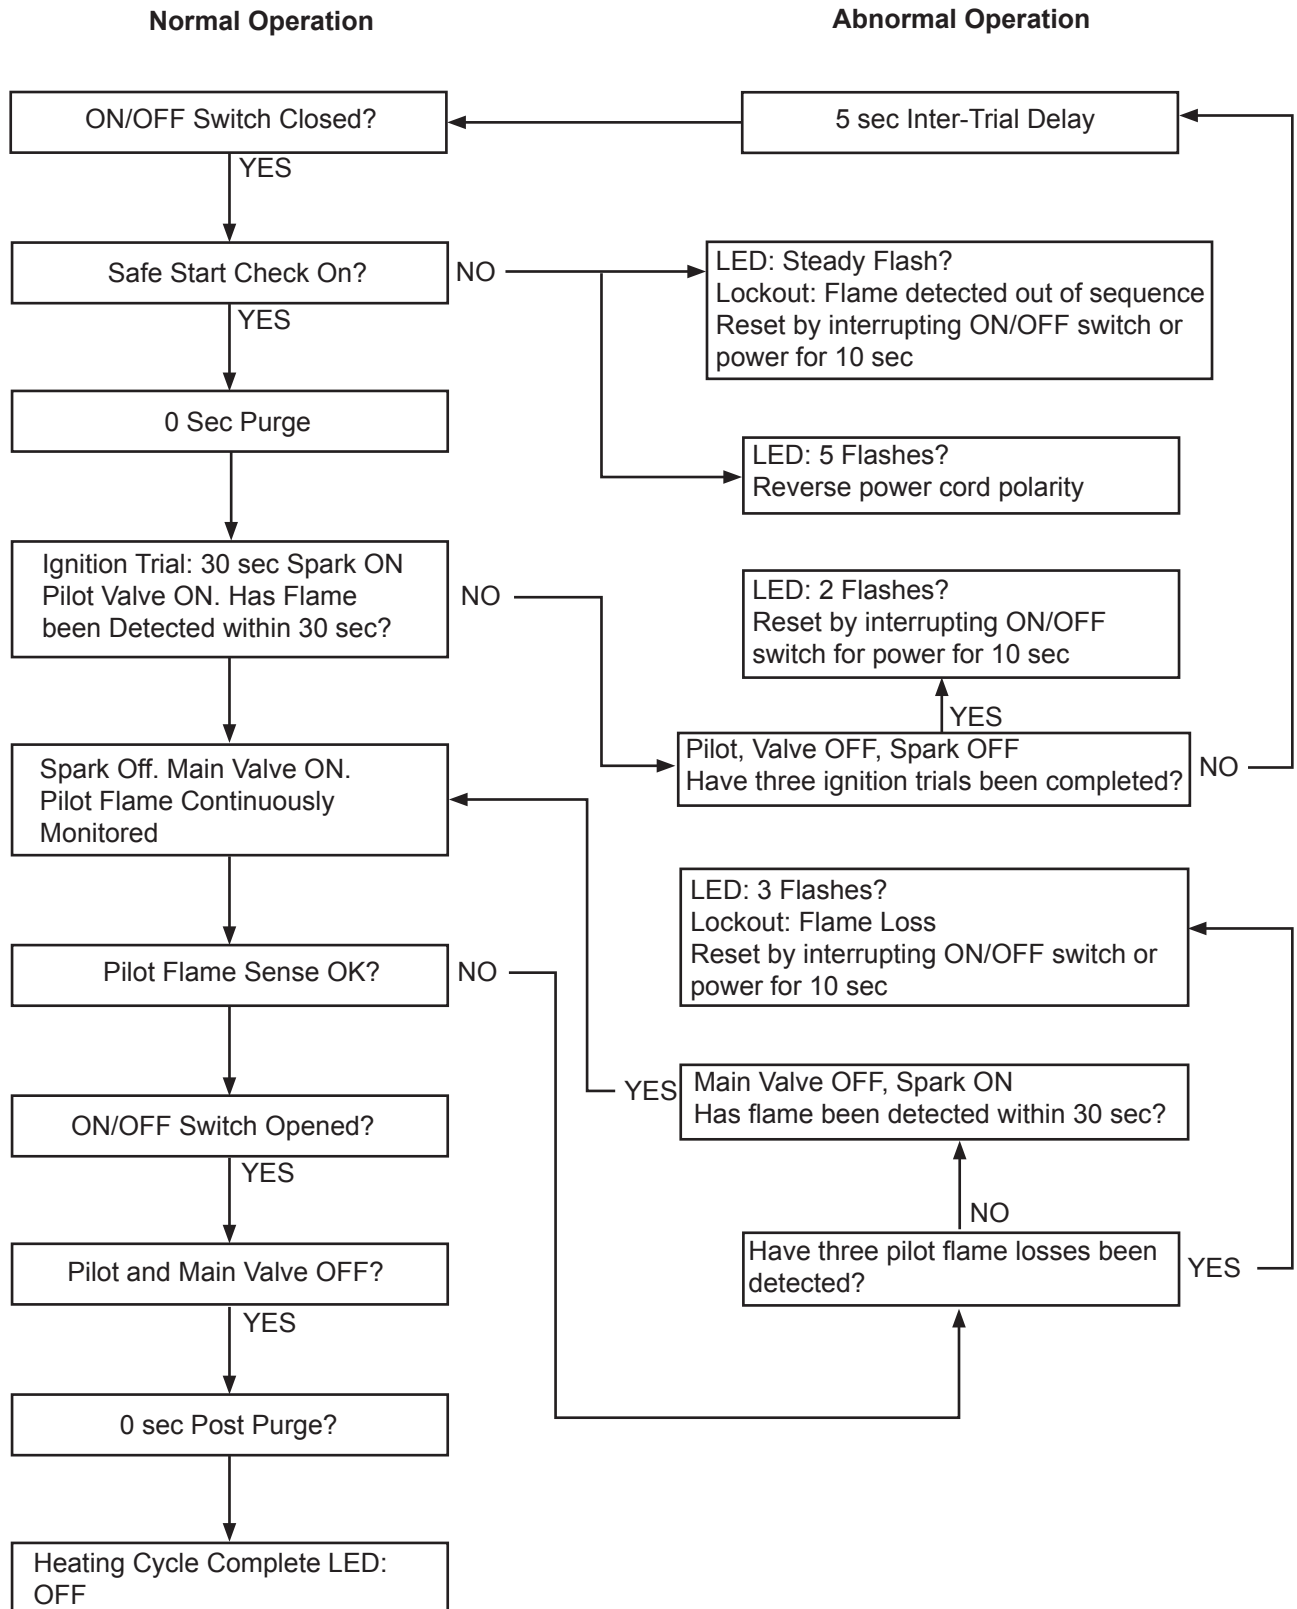 Normal Operation
Abnormal Operation
ON/OFF Switch Closed?
5 sec Inter-Trial Delay
YES
Safe Start Check On?
NO
LED: Steady Flash?
Lockout: Flame detected out of sequence
Reset by interrupting ON/OFF switch or
power for 10 sec
YES
0 Sec Purge
LED: 5 Flashes?
Reverse power cord polarity
Ignition Trial: 30 sec Spark ON
Pilot Valve ON. Has Flame
been Detected within 30 sec?
NO
LED: 2 Flashes?
Reset by interrupting ON/OFF
switch for power for 10 sec
YES
Pilot, Valve OFF, Spark OFF
Have three ignition trials been completed?
NO
Spark Off. Main Valve ON.
Pilot Flame Continuously
Monitored
LED: 3 Flashes?
Lockout: Flame Loss
Reset by interrupting ON/OFF switch or
power for 10 sec
Pilot Flame Sense OK?
NO
YES
Main Valve OFF, Spark ON
Has flame been detected within 30 sec?
ON/OFF Switch Opened?
YES
NO
Have three pilot flame losses been
detected?
YES
Pilot and Main Valve OFF?
YES
0 sec Post Purge?
Heating Cycle Complete LED:
OFF